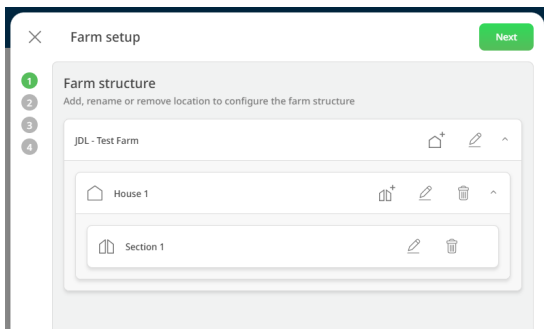 Farm setup
Next
1
2
3
4
Farm structure
Add, rename or remove location to configure the farm structure
JDL - Test Farm
House 1
Section 1